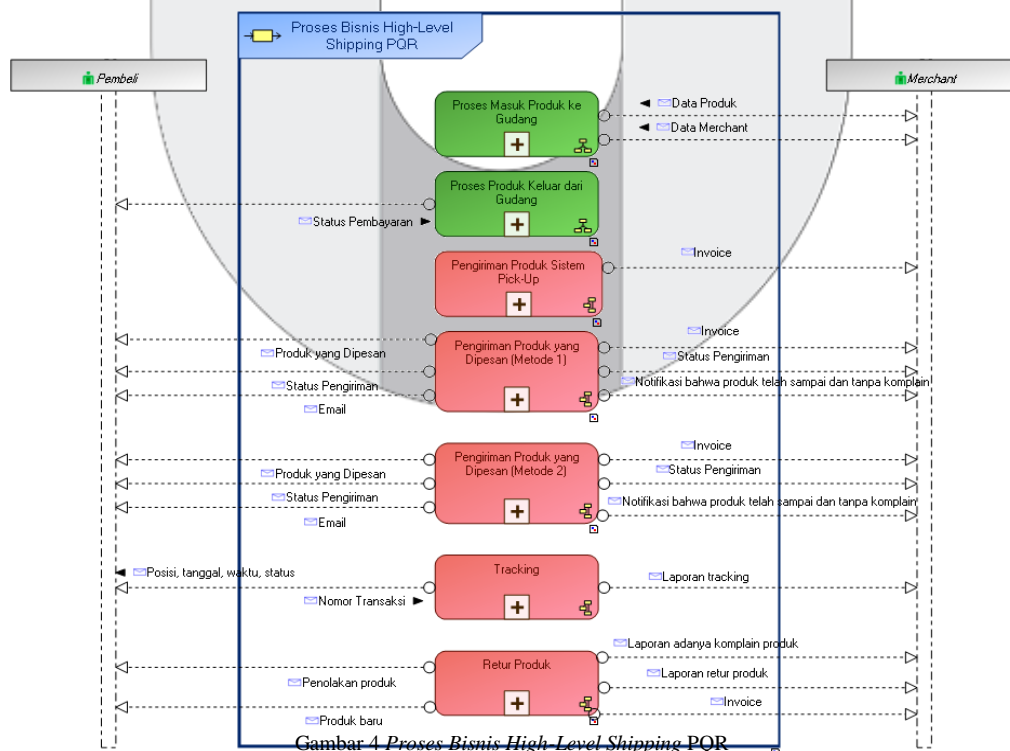 Proses Bisnis High-Level
Shipping PQR
Pembeli
Merchant
Proses Masuk Produk ke
Gudang
Data Produk
Data Merchant
Proses Produk Keluar dari
Gudang
Status Pembayaran
Pengiriman Produk Sistem
Pick-Up
Invoice
Pengiriman Produk yang
Dipesan (Metode 1)
Produk yang Dipesan
Status Pengiriman
Email
Invoice
Status Pengiriman
Notifikasi bahwa produk telah sampai dan tanpa komplain
Pengiriman Produk yang
Dipesan (Metode 2)
Produk yang Dipesan
Status Pengiriman
Email
Invoice
Status Pengiriman
Notifikasi bahwa produk telah sampai dan tanpa komplain
Tracking
Posisi, tanggal, waktu, status
Nomor Transaksi
Laporan tracking
Retur Produk
Penolakan produk
Produk baru
Laporan adanya komplain produk
Laporan retur produk
Invoice
Gambar 4 Proses Bisnis High-Level Shipping PQR